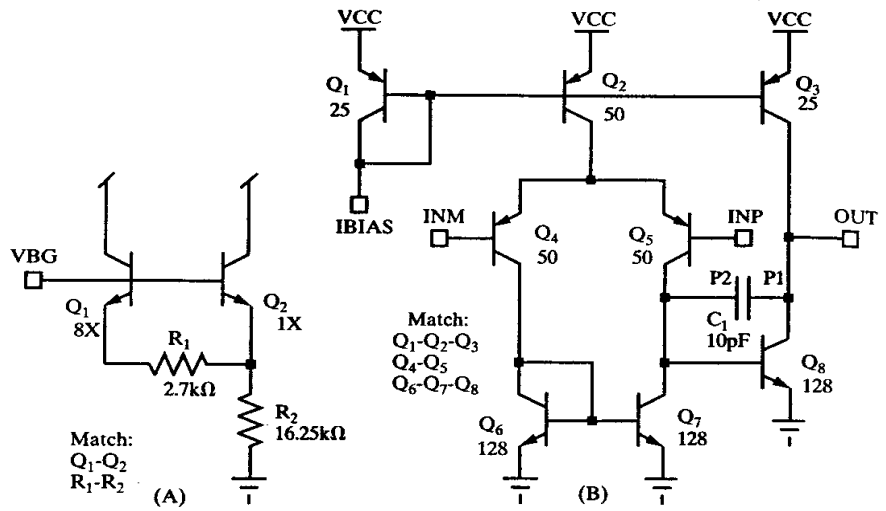 VCC
VCC
VCC
Q1
25
Q2
50
Q3
25
IBIAS
INM
Q4
50
Q5
50
INP
OUT
VBG
Q1
8X
Q2
1X
R1
2.7kΩ
R2
16.25kΩ
Match:
Q1-Q2
R1-R2
(A)
P2
P1
C1
10pF
Match:
Q1-Q2-Q3
Q4-Q5
Q6-Q7-Q8
Q6
128
Q7
128
Q8
128
(B)